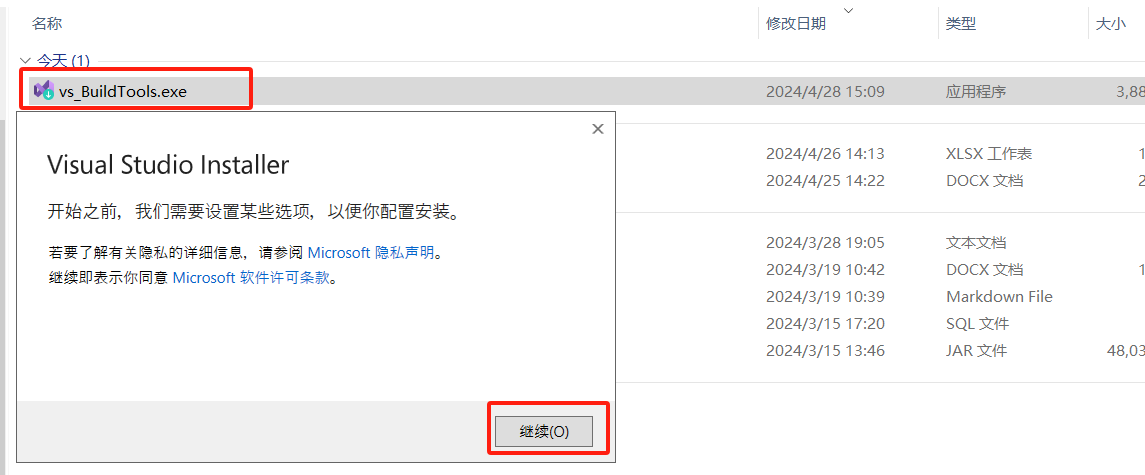 名称 修改日期 类型 大小
今天 (1)
vs_BuildTools.exe 2024/4/28 15:09 应用程序 3,88
Visual Studio Installer
开始之前，我们需要设置某些选项，以便你配置安装。
若要了解有关隐私的详细信息，请参阅 Microsoft 隐私声明。
继续即表示你同意 Microsoft 软件许可条款。
继续(O)
2024/4/26 14:13 XLSX 工作表 1
2024/4/25 14:22 DOCX 文档 2
2024/3/28 19:05 文本文档
2024/3/19 10:42 DOCX 文档 1
2024/3/19 10:39 Markdown File
2024/3/15 17:20 SQL 文件
2024/3/15 13:46 JAR 文件 48,03